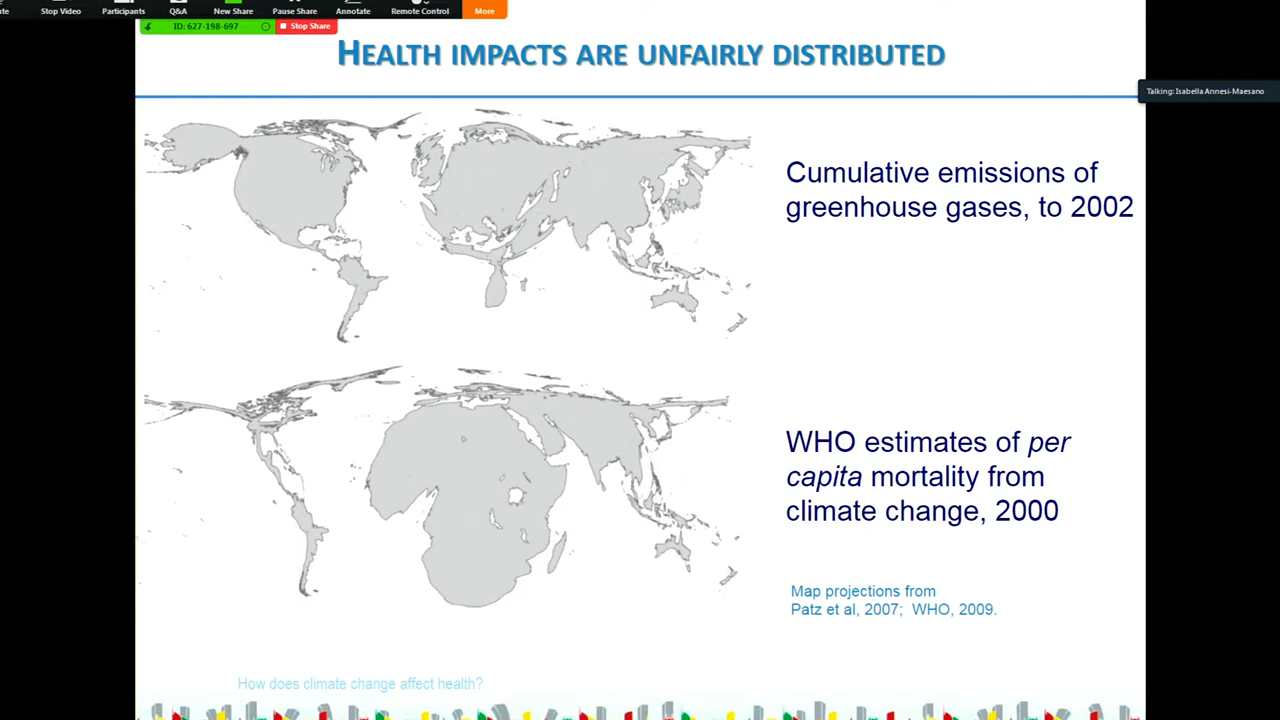 Stop Video
Participants
Q&A
New Share
Pause Share
Annotate
Remote Control
More
ID: 627-198-697
Stop Share
HEALTH IMPACTS ARE UNFAIRLY DISTRIBUTED
Talking: Isabella Annesi-Maesano
Cumulative emissions of
greenhouse gases, to 2002
WHO estimates of per
capita mortality from
climate change, 2000
Map projections from
Patz et al, 2007; WHO, 2009.
How does climate change affect health?